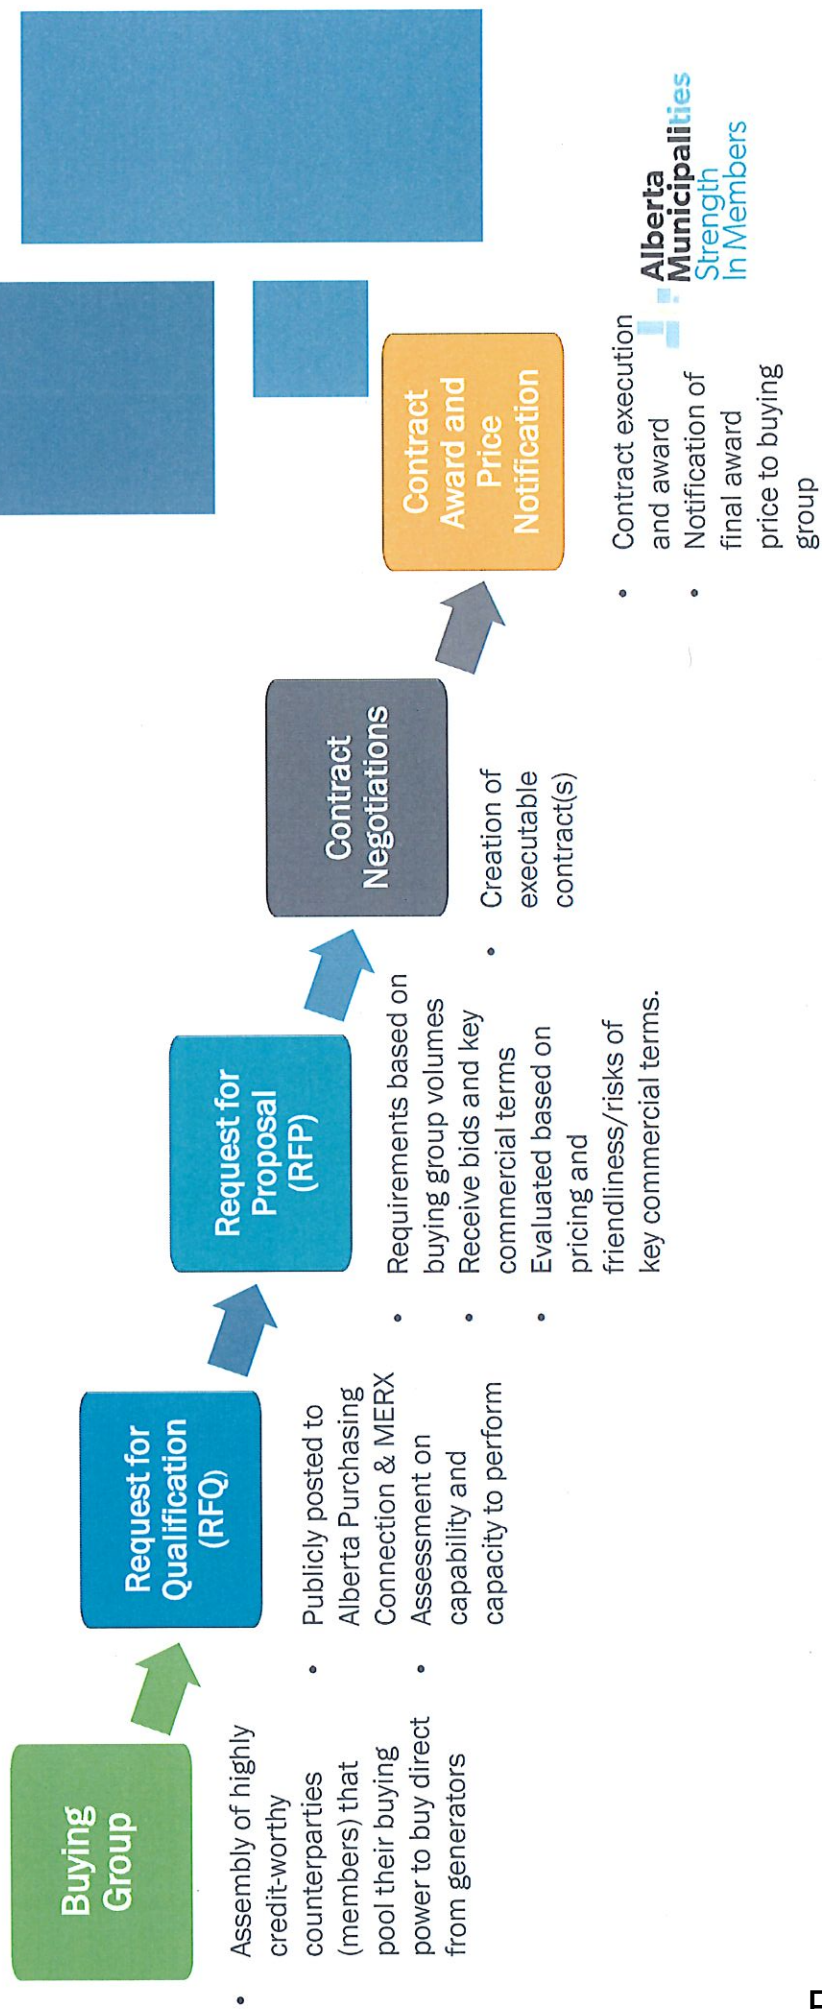 Buying
Group
• Assembly of highly
credit-worthy
counterparties
(members) that
pool their buying
power to buy direct
from generators
Request for
Qualification
(RFQ)
• Publicly posted to
Alberta Purchasing
Connection & MERX
• Assessment on
capability and
capacity to perform
Request for
Proposal
(RFP)
• Requirements based on
buying group volumes
• Receive bids and key
commercial terms
• Evaluated based on
pricing and
friendliness/risks of
key commercial terms.
Contract
Negotiations
• Creation of
executable
contract(s)
Contract
Award and
Price
Notification
• Contract execution
and award
• Notification of
final award
price to buying
group
Alberta
Municipalities
Strength
In Members